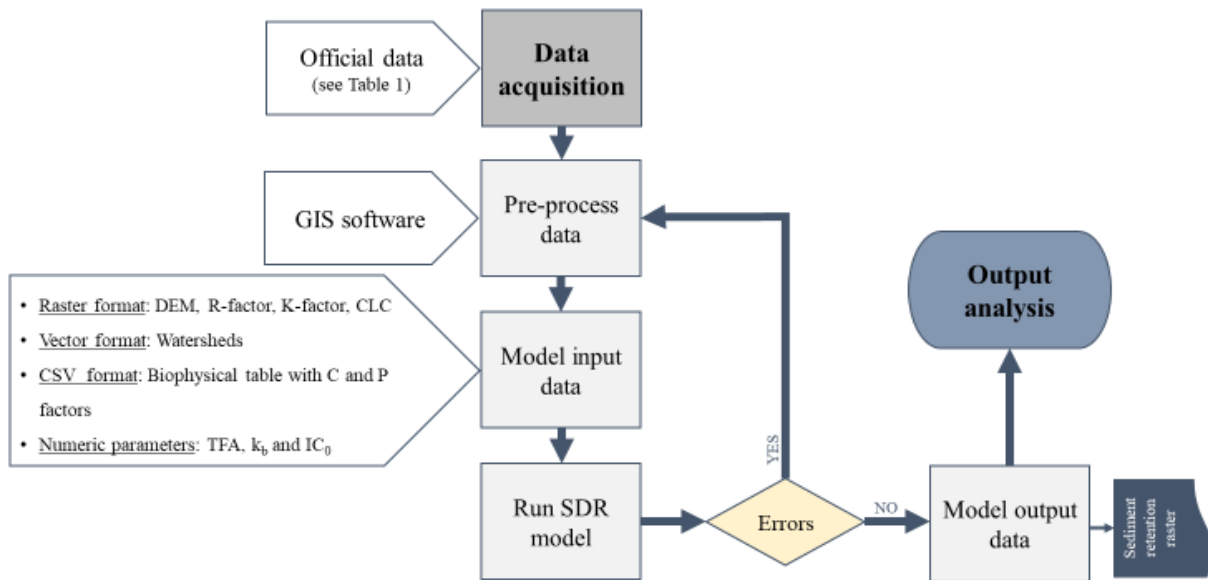 Official data
(see Table 1)
Data
acquisition
GIS software
Pre-process
data
• Raster format: DEM, R-factor, K-factor, CLC
• Vector format: Watersheds
• CSV format: Biophysical table with C and P
factors
• Numeric parameters: TFA, kb and IC0
Model input
data
Run SDR
model
Errors
YES
NO
Model output
data
Output
analysis
Sediment
retention
raster